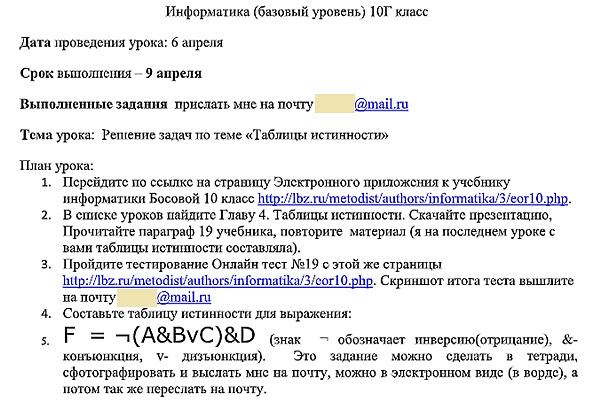 Информатика (базовый уровень) 10Г класс
Дата проведения урока: 6 апреля
Срок выполнения – 9 апреля
Выполненные задания прислать мне на почту @mail.ru
Тема урока: Решение задач по теме «Таблицы истинности»
План урока:
1. Перейдите по ссылке на страницу Электронного приложения к учебнику
информатики Босовой 10 класс http://lbz.ru/metodist/authors/informatika/3/eor10.php.
2. В списке уроков найдите Главу 4. Таблицы истинности. Скачайте презентацию,
Прочитайте параграф 19 учебника, повторите материал (я на последнем уроке с
вами таблицы истинности составляла).
3. Пройдите тестирование Онлайн тест №19 с этой же страницы
http://lbz.ru/metodist/authors/informatika/3/eor10.php. Скриншот итога теста вышлите
на почту @mail.ru
4. Составьте таблицу истинности для выражения:
5. F = ¬(A&BvC)&D (знак ¬ обозначает инверсию(отрицание), &-
конъюнкция, v- дизъюнкция). Это задание можно сделать в тетради,
сфотографировать и выслать мне на почту, можно в электронном виде (в ворде), а
потом так же переслать на почту.